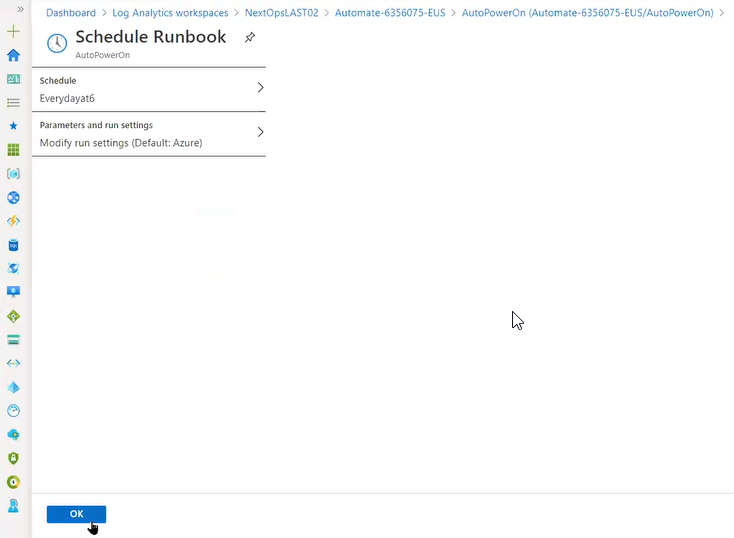 Dashboard > Log Analytics workspaces > NextOpsLAST02 > Automate-6356075-EUS > AutoPowerOn (Automate-6356075-EUS/AutoPowerOn) >
Schedule Runbook
AutoPowerOn
Schedule
Everydayat6
Parameters and run settings
Modify run settings (Default: Azure)
OK